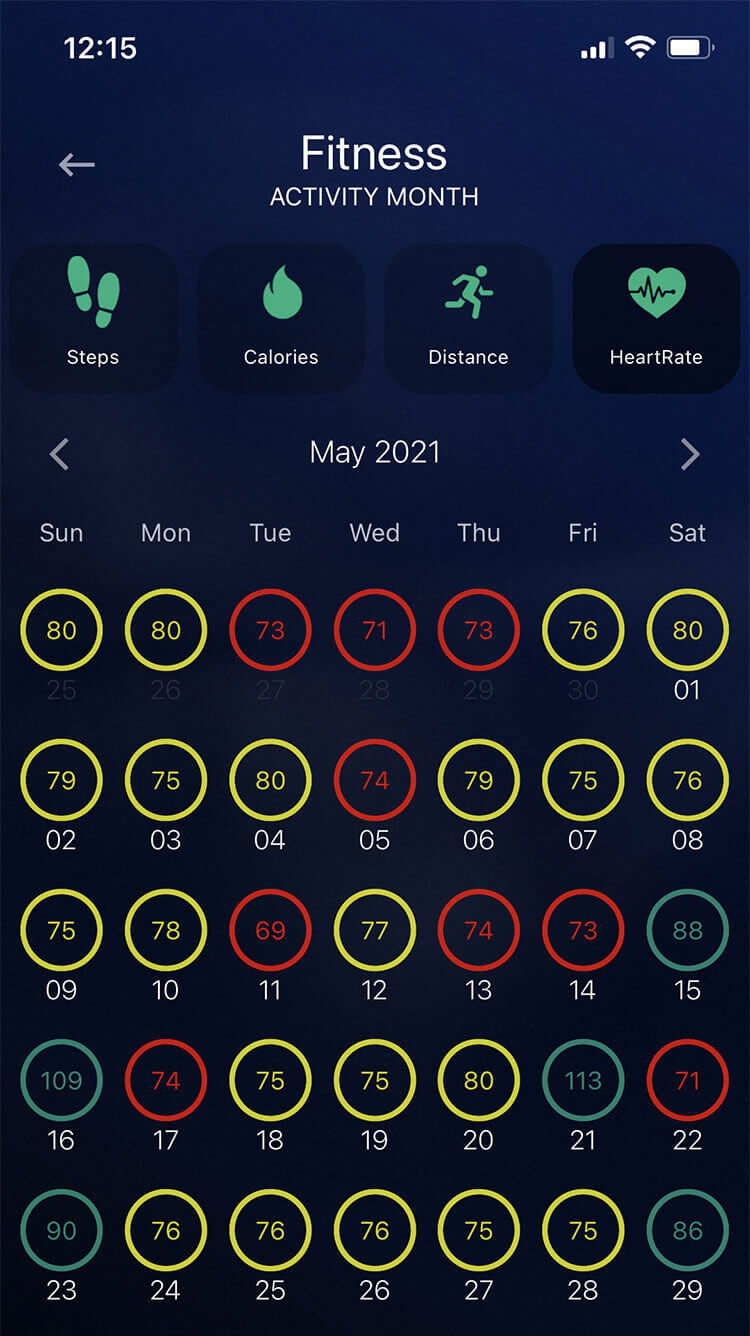 12:15
Fitness
ACTIVITY MONTH
Steps Calories Distance HeartRate
May 2021
Sun Mon Tue Wed Thu Fri Sat
80 80 73 71 73 76 80
25 26 27 28 29 30 01
79 75 80 74 79 75 76
02 03 04 05 06 07 08
75 78 69 77 74 73 88
09 10 11 12 13 14 15
109 74 75 75 80 113 71
16 17 18 19 20 21 22
90 76 76 76 75 75 86
23 24 25 26 27 28 29